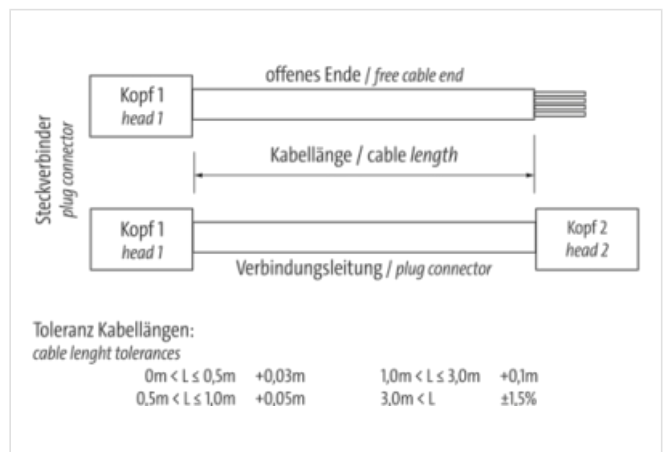 offenes Ende / free cable end
Kopf 1
head 1
Kabellänge / cable length
Steckverbinder
plug connector
Kopf 1
head 1
Kopf 2
head 2
Verbindungsleitung / plug connector
Toleranz Kabellängen:
cable lenght tolerances
0m < L ≤ 0,5m +0,03m 1,0m < L ≤ 3,0m +0,1m
0,5m < L ≤ 1,0m +0,05m 3,0m < L ±1,5%